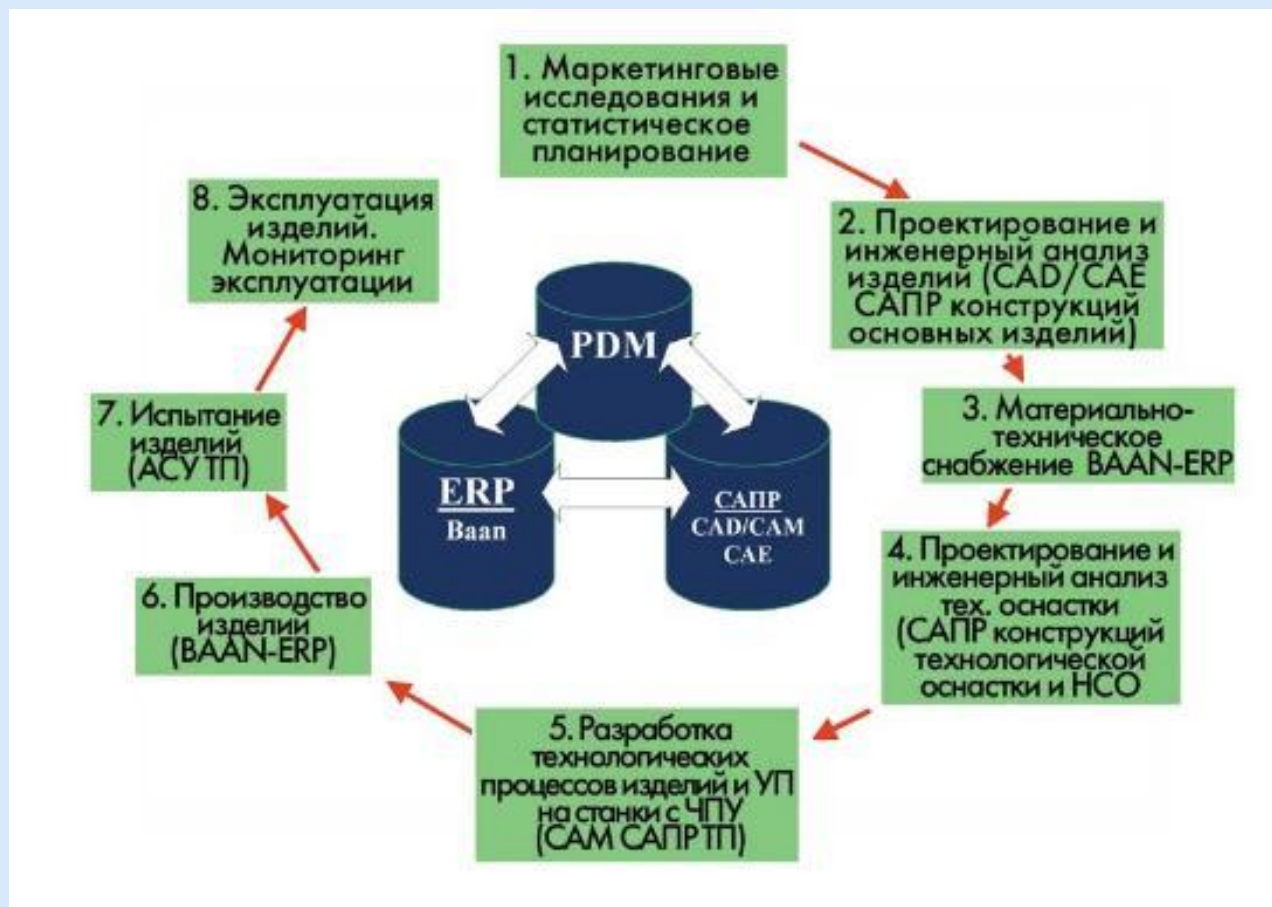 1. Маркетинговые
исследования и
статистическое
планирование
2. Проектирование и
инженерный анализ
изделий (CAD/CAE
САПР конструкций
основных изделий)
3. Материально-
техническое
снабжение BAAN-ERP
4. Проектирование и
инженерный анализ
тех. оснастки
(САПР конструкций
технологической
оснастки и НСО
5. Разработка
технологических
процессов изделий и УП
на станки с ЧПУ
(CAM САПР ТП)
6. Производство
изделий
(BAAN-ERP)
7. Испытание
изделий
(АСУ ТП)
8. Эксплуатация
изделий.
Мониторинг
эксплуатации
PDM
ERP
Baan
САПР
CAD/CAM
CAE